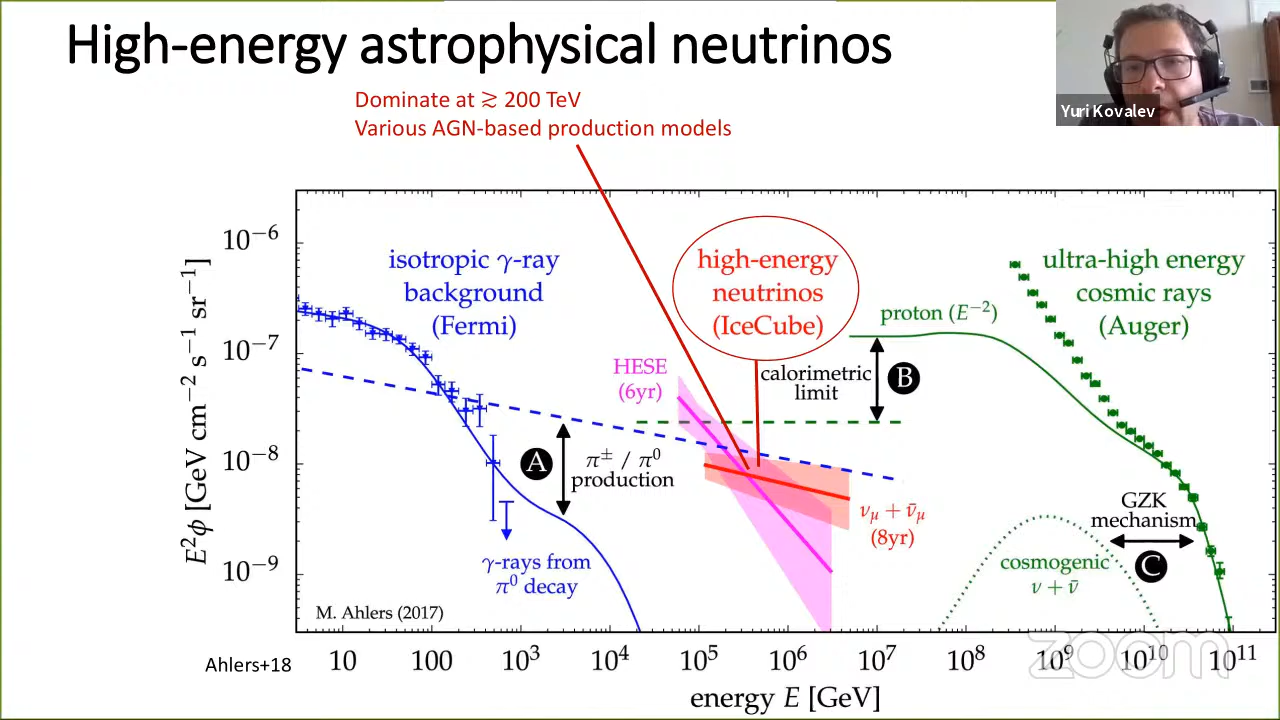 High-energy astrophysical neutrinos
Dominate at ≳ 200 TeV
Various AGN-based production models
Yuri Kovalev
isotropic γ-ray
background
(Fermi)
high-energy
neutrinos
(IceCube)
ultra-high energy
cosmic rays
(Auger)
proton (E⁻²)
HESE
(6yr)
calorimetric
limit
B
A
π± / π⁰
production
νμ + ν̄μ
(8yr)
GZK
mechanism
C
γ-rays from
π⁰ decay
cosmogenic
ν + ν̄
M. Ahlers (2017)
E²ϕ [GeV cm⁻² s⁻¹ sr⁻¹]
10⁻⁶
10⁻⁷
10⁻⁸
10⁻⁹
Ahlers+18
10 100 1000 10⁴ 10⁵ 10⁶ 10⁷ 10⁸ 10⁹ 10¹⁰ 10¹¹
energy E [GeV]
zoom